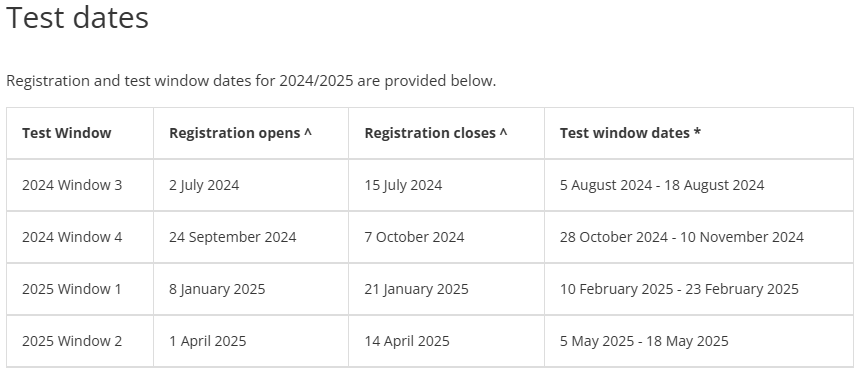 Test dates
Registration and test window dates for 2024/2025 are provided below.
Test Window Registration opens ^ Registration closes ^ Test window dates *
2024 Window 3 2 July 2024 15 July 2024 5 August 2024 - 18 August 2024
2024 Window 4 24 September 2024 7 October 2024 28 October 2024 - 10 November 2024
2025 Window 1 8 January 2025 21 January 2025 10 February 2025 - 23 February 2025
2025 Window 2 1 April 2025 14 April 2025 5 May 2025 - 18 May 2025